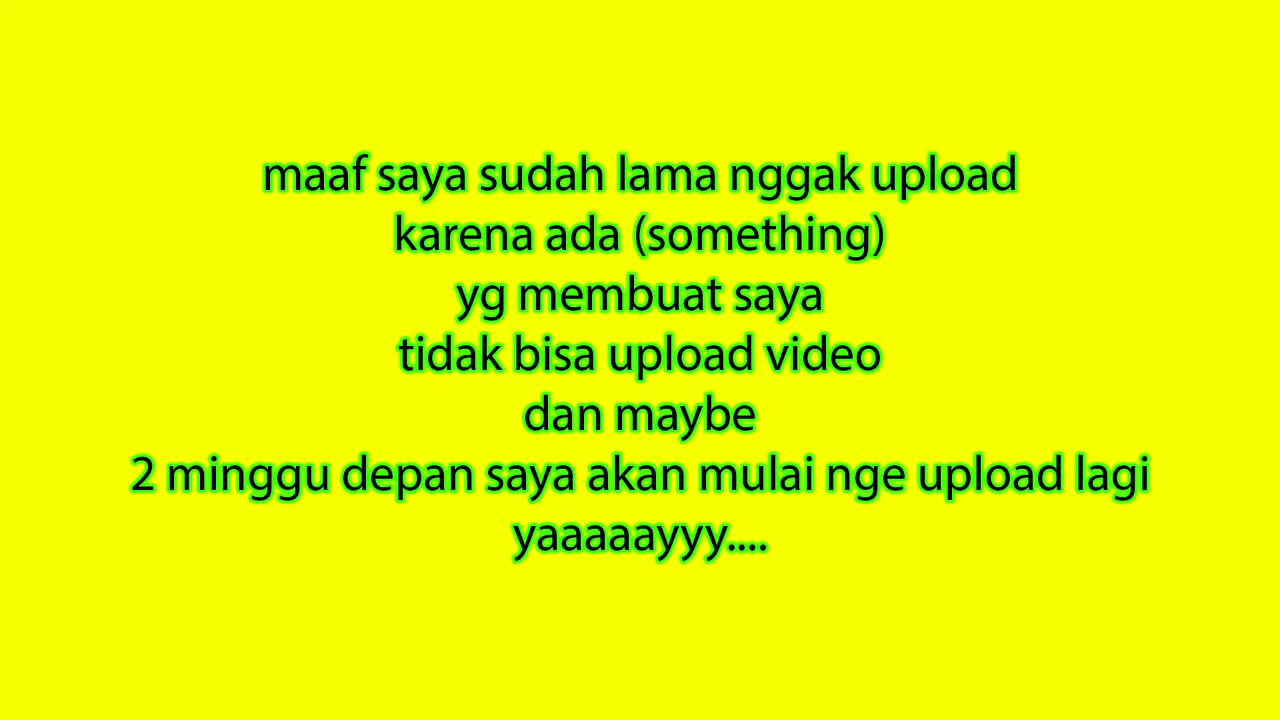 maaf saya sudah lama nggak upload
karena ada (something)
yg membuat saya
tidak bisa upload video
dan maybe
2 minggu depan saya akan mulai nge upload lagi
yaaaaayyy....